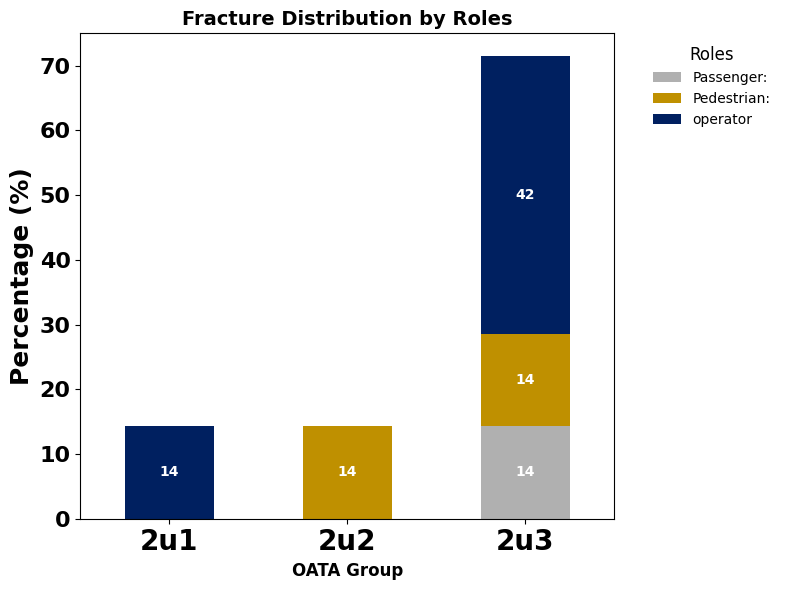 Fracture Distribution by Roles
Percentage (%)
70
60
50
40
30
20
10
0
42
14
14
14
14
2u1
2u2
2u3
OATA Group
Roles
Passenger:
Pedestrian:
operator